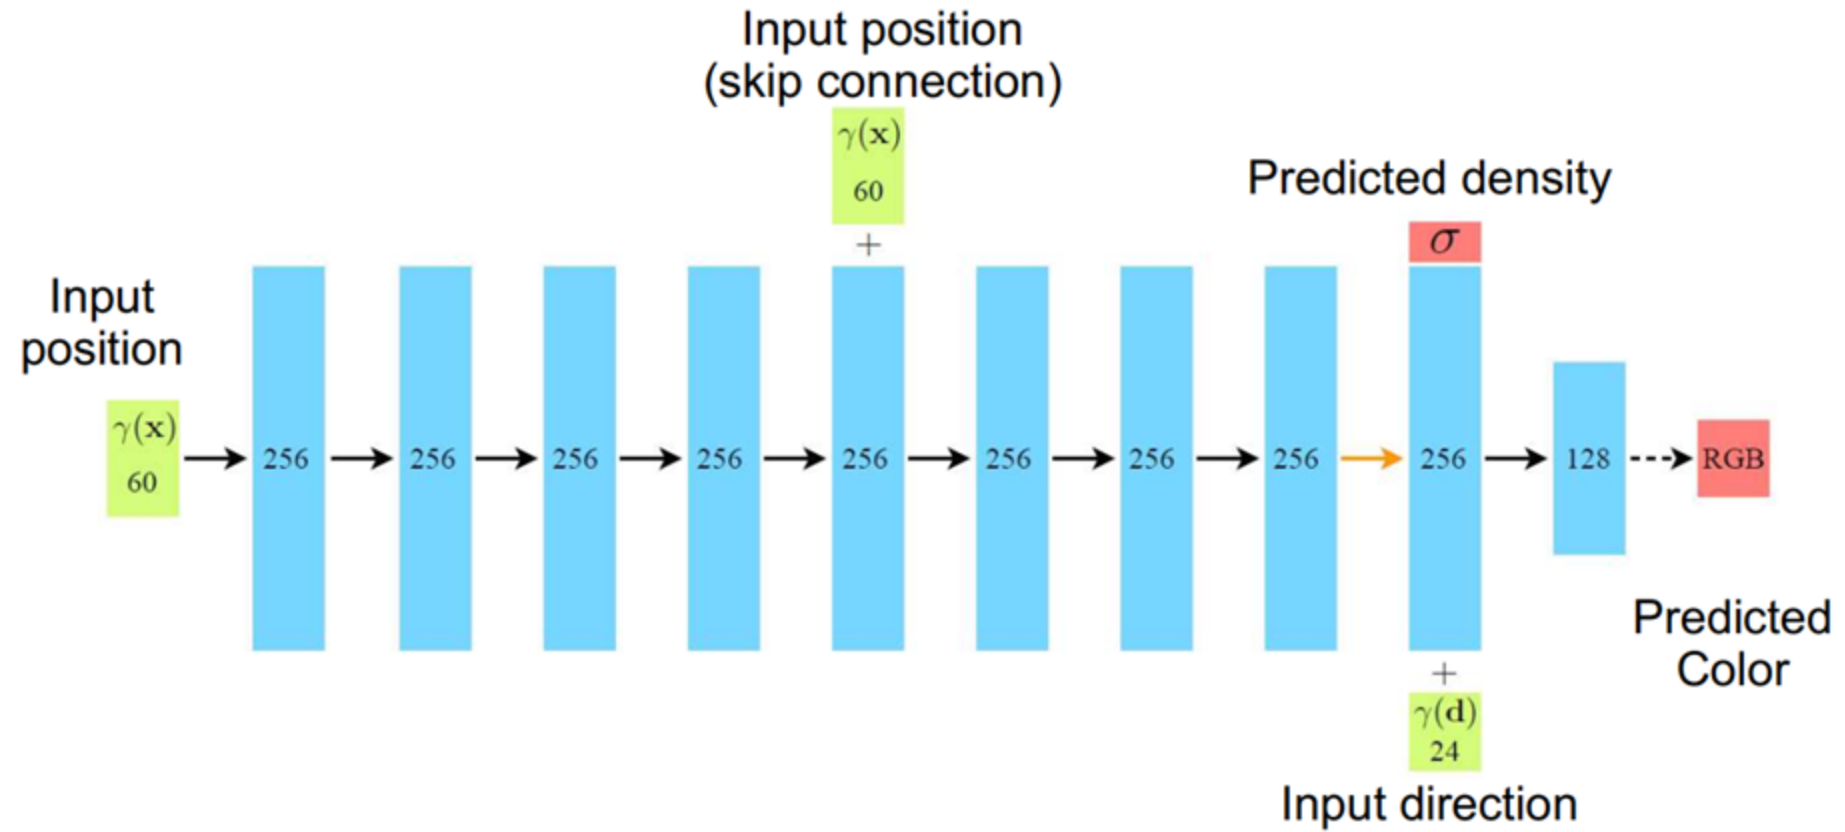 Input position
(skip connection)
γ(x)
60
+
Predicted density
σ
Input
position
γ(x)
60
256
256
256
256
256
256
256
256
256
128
RGB
+
γ(d)
24
Input direction
Predicted
Color